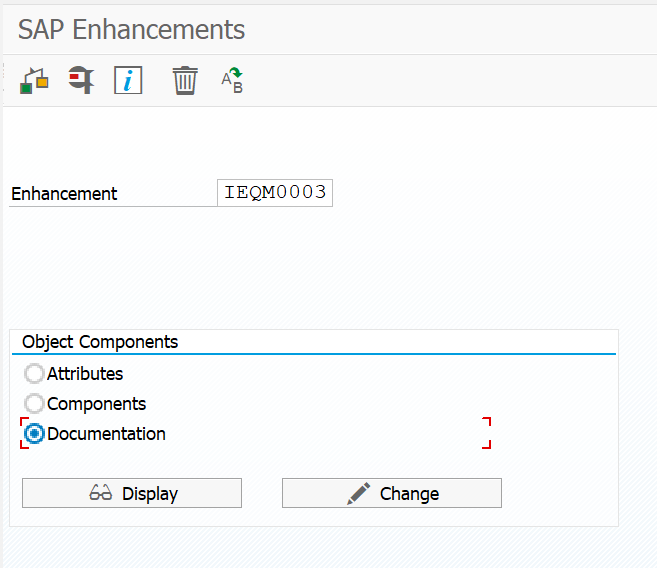 SAP Enhancements
i
A B
Enhancement IEQM0003
Object Components
Attributes
Components
Documentation
Display Change